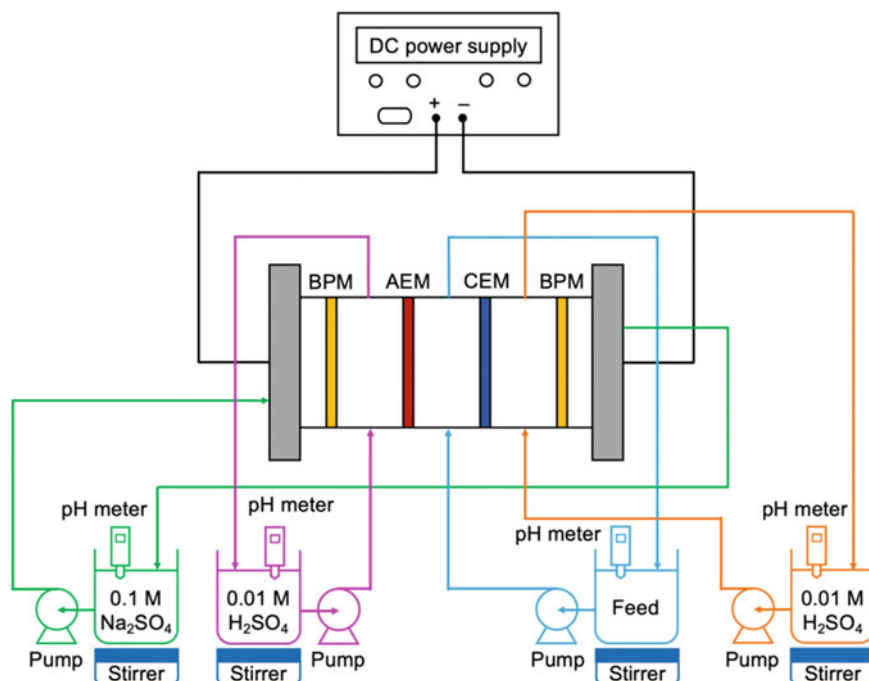 DC power supply
+ −
BPM AEM CEM BPM
pH meter
pH meter
pH meter
pH meter
0.1 M
Na₂SO₄
0.01 M
H₂SO₄
Feed
0.01 M
H₂SO₄
Pump
Pump
Pump
Pump
Stirrer
Stirrer
Stirrer
Stirrer